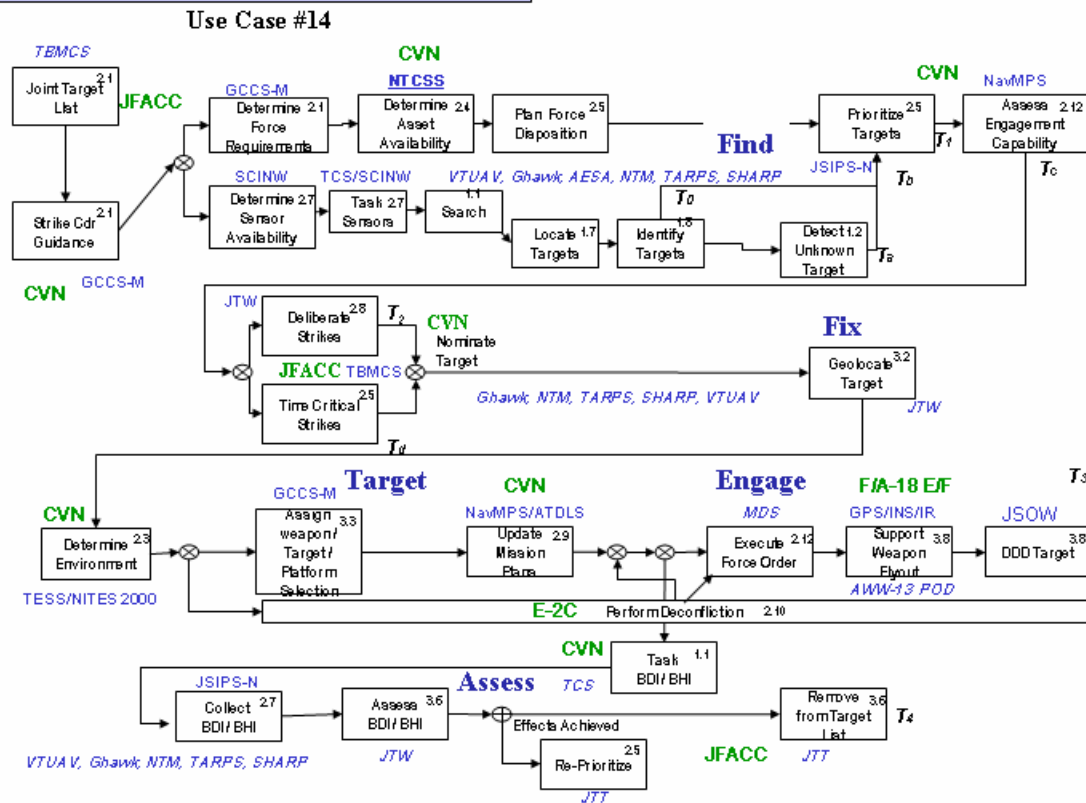 Use Case #14
TBMCS
2.1
Joint Target
List
JFACC
2.1
Strike Cdr
Guidance
CVN
GCCS-M
GCCS-M
Determine 2.1
Force
Requirements
CVN
NTCSS
Determine 2.4
Asset
Availability
2.5
Plan Force
Disposition
Find
Prioritize 2.5
Targets
JSIPS-N
T1
CVN
NavMPS
Assess
Engagement 2.12
Capability
Tc
SCINW
Determine 2.7
Sensor
Availability
TCS/SCINW
Task 2.7
Sensors
VTUAV, Ghawk, AESA, NTM, TARPS, SHARP
1.1
Search
Locate 1.7
Targets
T0
Identify 1.8
Targets
Detect 1.2
Unknown
Target
Ta
Tb
JTW
2.8
Deliberate
Strikes
T2
CVN
Nominate
Target
JFACC TBMCS
2.5
Time Critical
Strikes
Td
Fix
Ghawk, NTM, TARPS, SHARP, VTUAV
3.2
Geolocate
Target
JTW
Target
Engage
CVN
2.3
Determine
Environment
TESS/NITES 2000
GCCS-M
Assign
weapon/ 3.3
Target/
Platform
Selection
CVN
NavMPS/ATDLS
Update 2.9
Mission
Plans
MDS
2.12
Execute
Force Order
F/A-18 E/F
GPS/INS/IR
Support
Weapon 3.8
Flyout
AWW-13 POD
T3
JSOW
3.8
DDD Target
E-2C Perform Deconfliction 2.10
CVN
Task 1.1
BDI/ BHI
TCS
Assess
JSIPS-N
Collect 2.7
BDI/ BHI
VTUAV, Ghawk, NTM, TARPS, SHARP
Assess 3.6
BDI/ BHI
JTW
Effects Achieved
2.5
Re-Prioritize
JTT
JFACC
Remove 3.6
from Target
List
JTT
T4